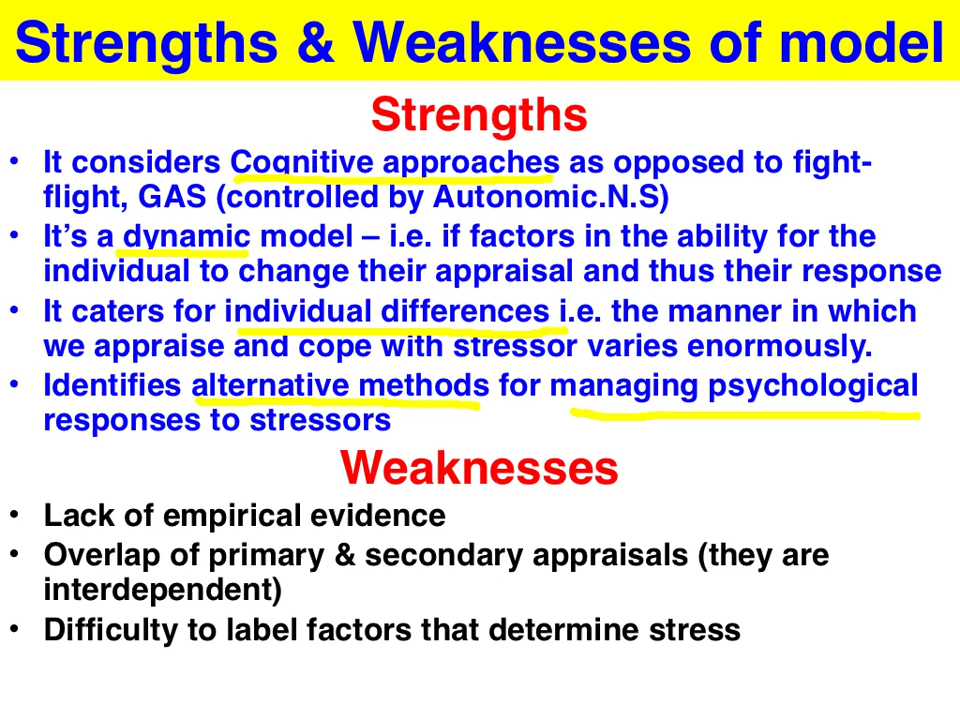 Strengths & Weaknesses of model
Strengths
• It considers Cognitive approaches as opposed to fight-
flight, GAS (controlled by Autonomic.N.S)
• It's a dynamic model – i.e. if factors in the ability for the
individual to change their appraisal and thus their response
• It caters for individual differences i.e. the manner in which
we appraise and cope with stressor varies enormously.
• Identifies alternative methods for managing psychological
responses to stressors
Weaknesses
• Lack of empirical evidence
• Overlap of primary & secondary appraisals (they are
interdependent)
• Difficulty to label factors that determine stress